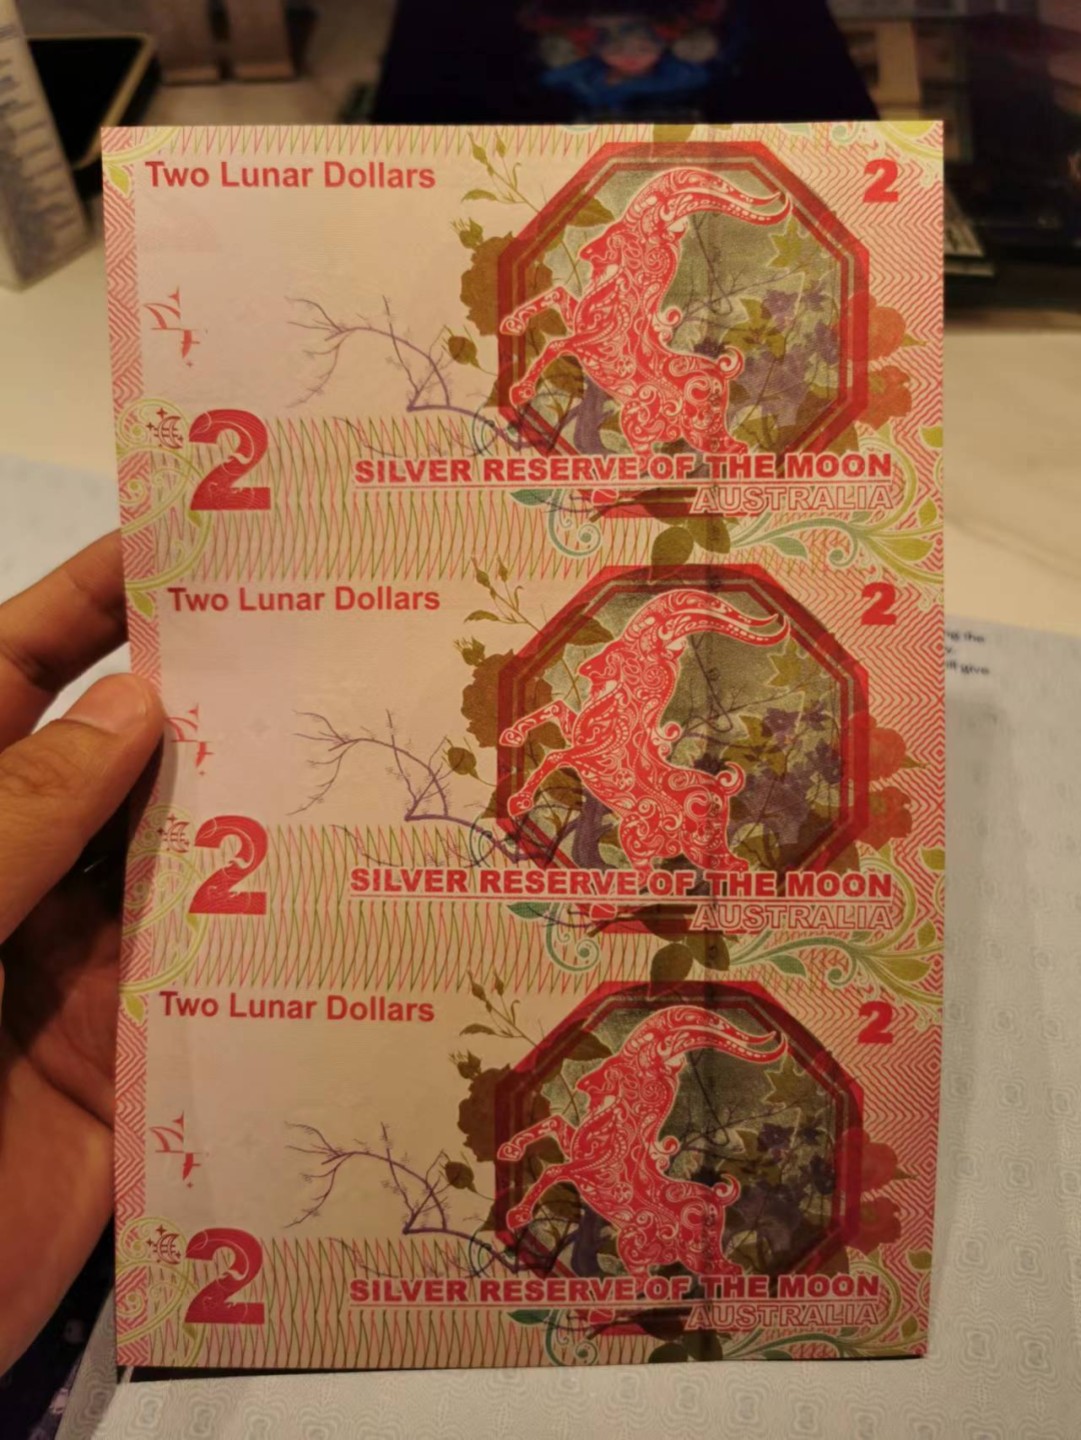 Two Lunar Dollars
2
2
SILVER RESERVE OF THE MOON
AUSTRALIA
Two Lunar Dollars
2
2
SILVER RESERVE OF THE MOON
AUSTRALIA
Two Lunar Dollars
2
2
SILVER RESERVE OF THE MOON
AUSTRALIA